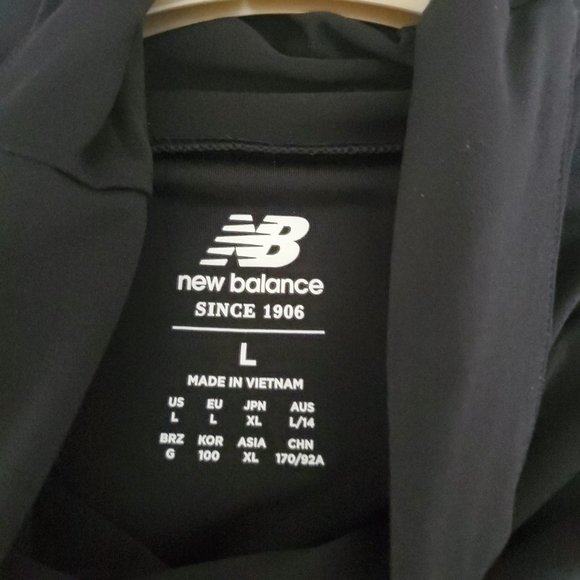 NB
new balance
SINCE 1906
L
MADE IN VIETNAM
US EU JPN AUS
L L XL L/14
BRZ KOR ASIA CHN
G 100 XL 170/92A